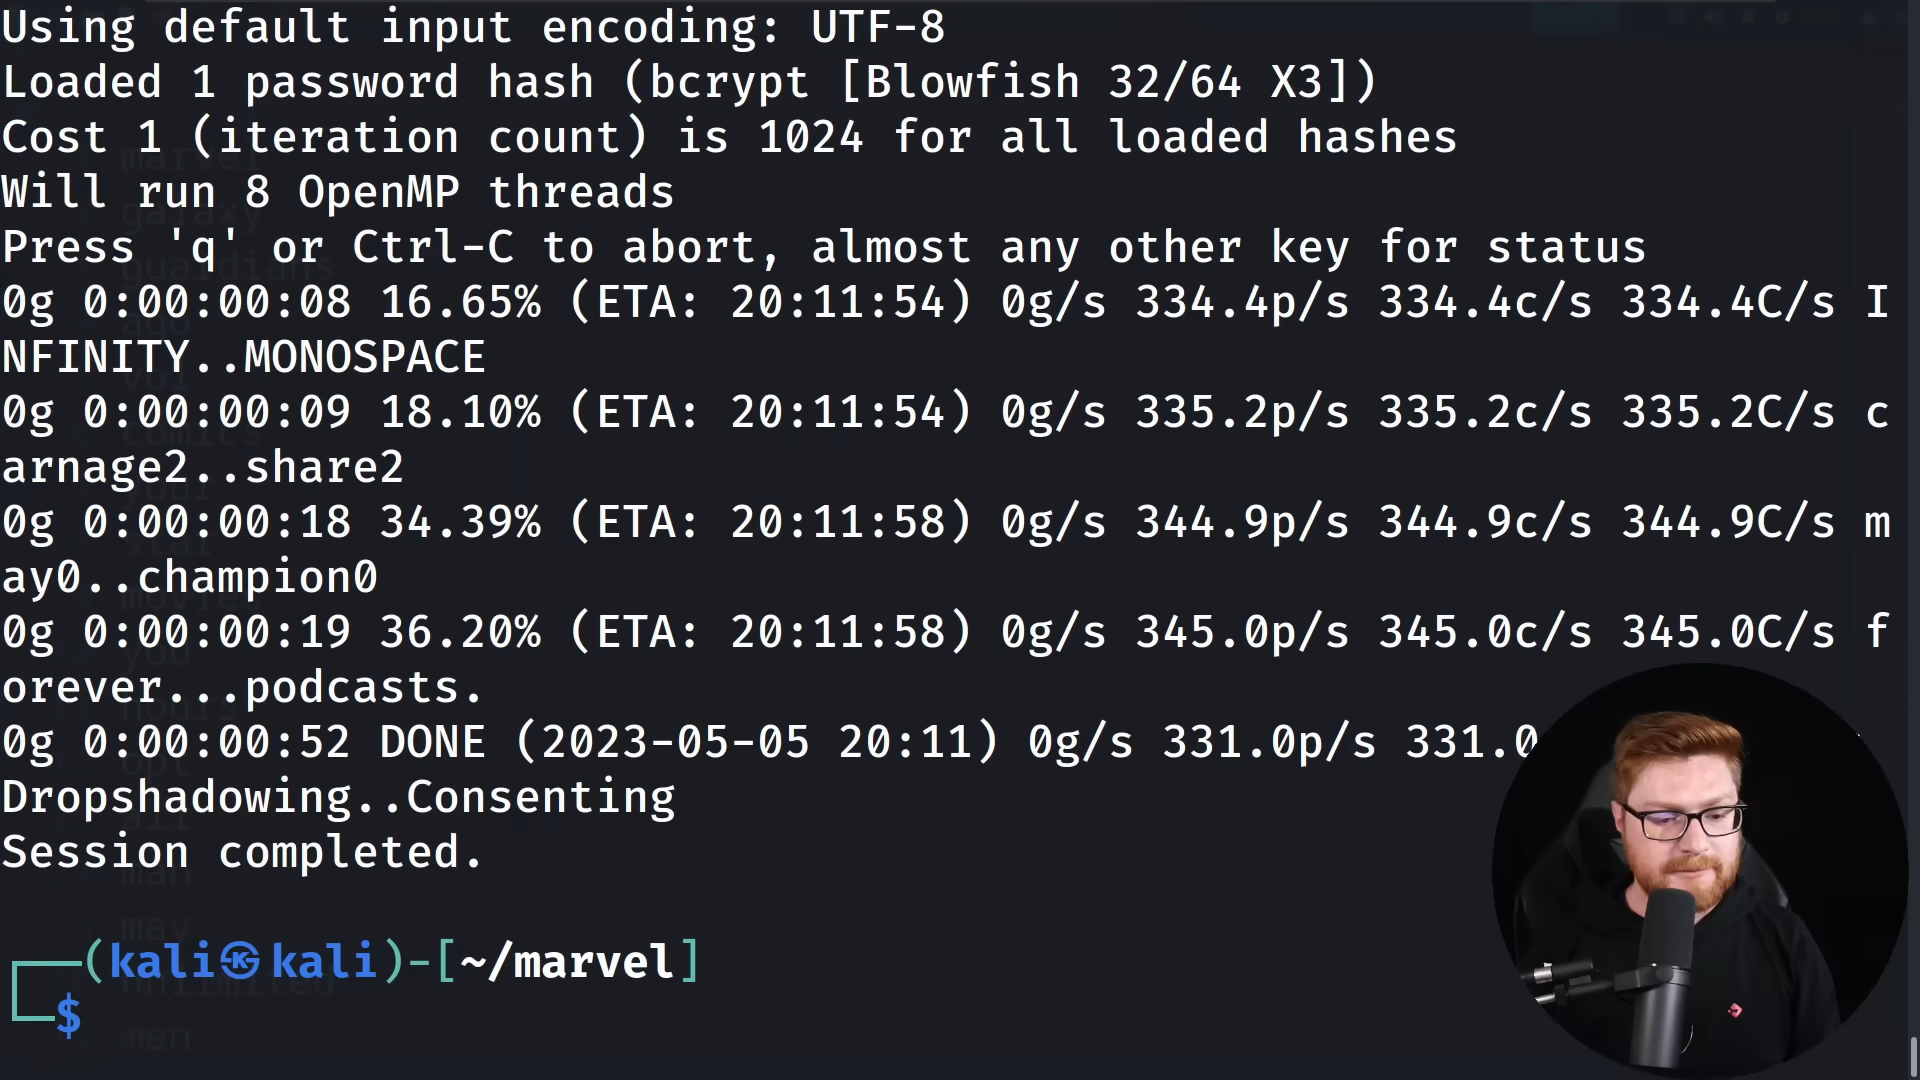 Using default input encoding: UTF-8
Loaded 1 password hash (bcrypt [Blowfish 32/64 X3])
Cost 1 (iteration count) is 1024 for all loaded hashes
Will run 8 OpenMP threads
Press 'q' or Ctrl-C to abort, almost any other key for status
0g 0:00:00:08 16.65% (ETA: 20:11:54) 0g/s 334.4p/s 334.4c/s 334.4C/s I
NFINITY..MONOSPACE
0g 0:00:00:09 18.10% (ETA: 20:11:54) 0g/s 335.2p/s 335.2c/s 335.2C/s c
arnage2..share2
0g 0:00:00:18 34.39% (ETA: 20:11:58) 0g/s 344.9p/s 344.9c/s 344.9C/s m
ay0..champion0
0g 0:00:00:19 36.20% (ETA: 20:11:58) 0g/s 345.0p/s 345.0c/s 345.0C/s f
orever...podcasts.
0g 0:00:00:52 DONE (2023-05-05 20:11) 0g/s 331.0p/s 331.0
Dropshadowing..Consenting
Session completed.
(kali㉿kali)-[~/marvel]
$